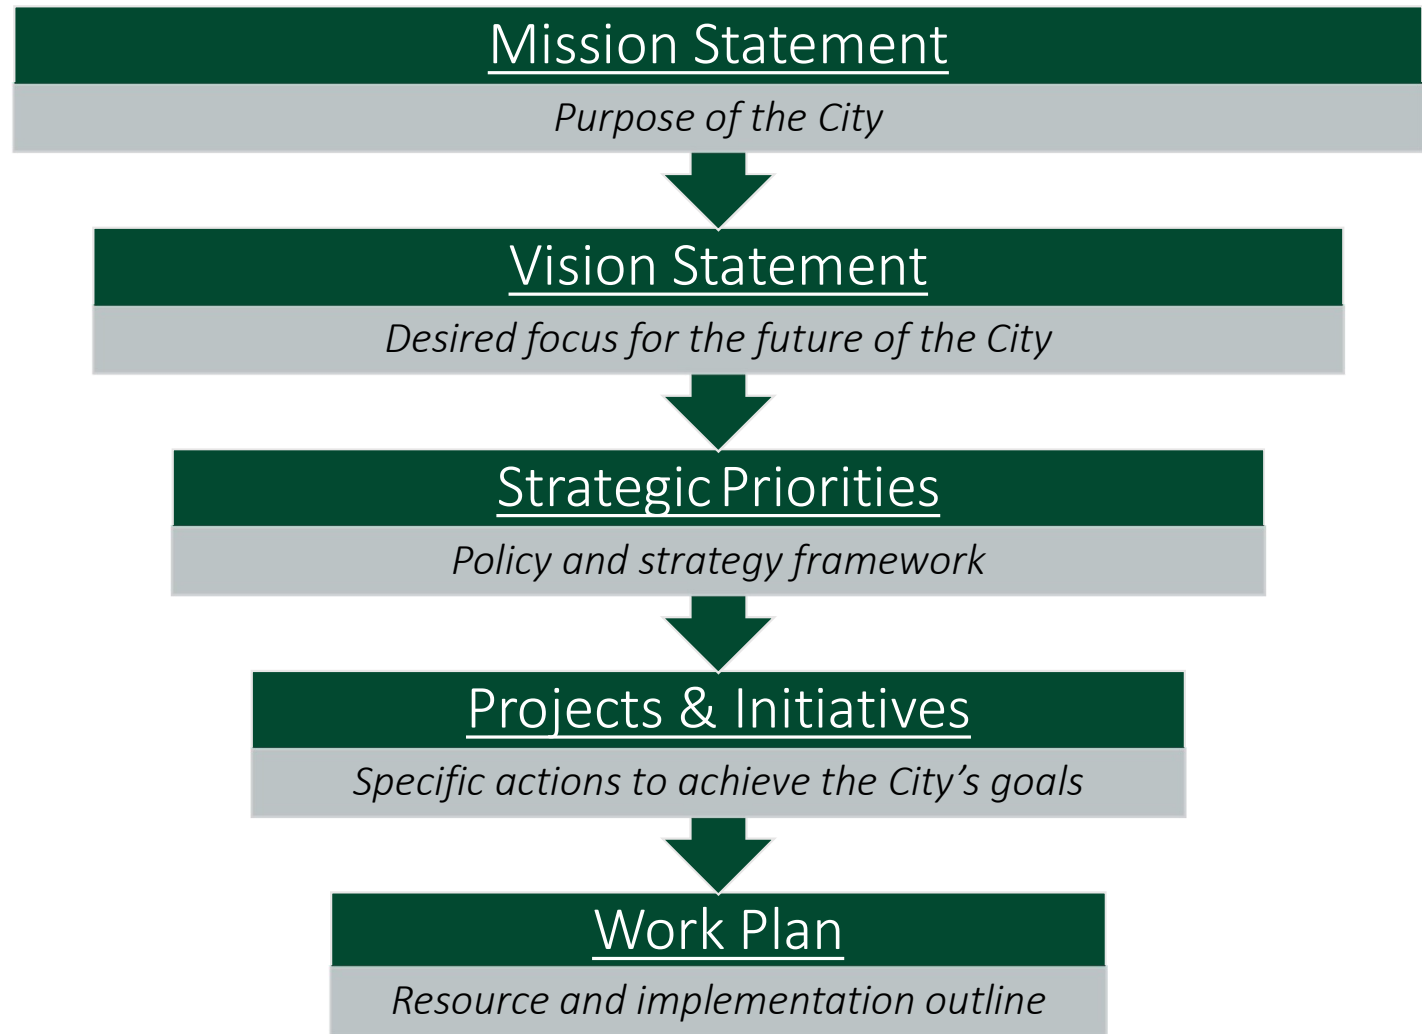 Mission Statement
Purpose of the City
Vision Statement
Desired focus for the future of the City
Strategic Priorities
Policy and strategy framework
Projects & Initiatives
Specific actions to achieve the City’s goals
Work Plan
Resource and implementation outline